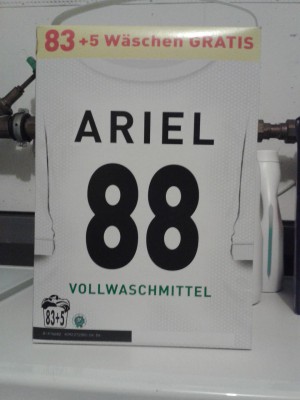 83 +5 Wäschen GRATIS
ARIEL
88
VOLLWASCHMITTEL
83+5